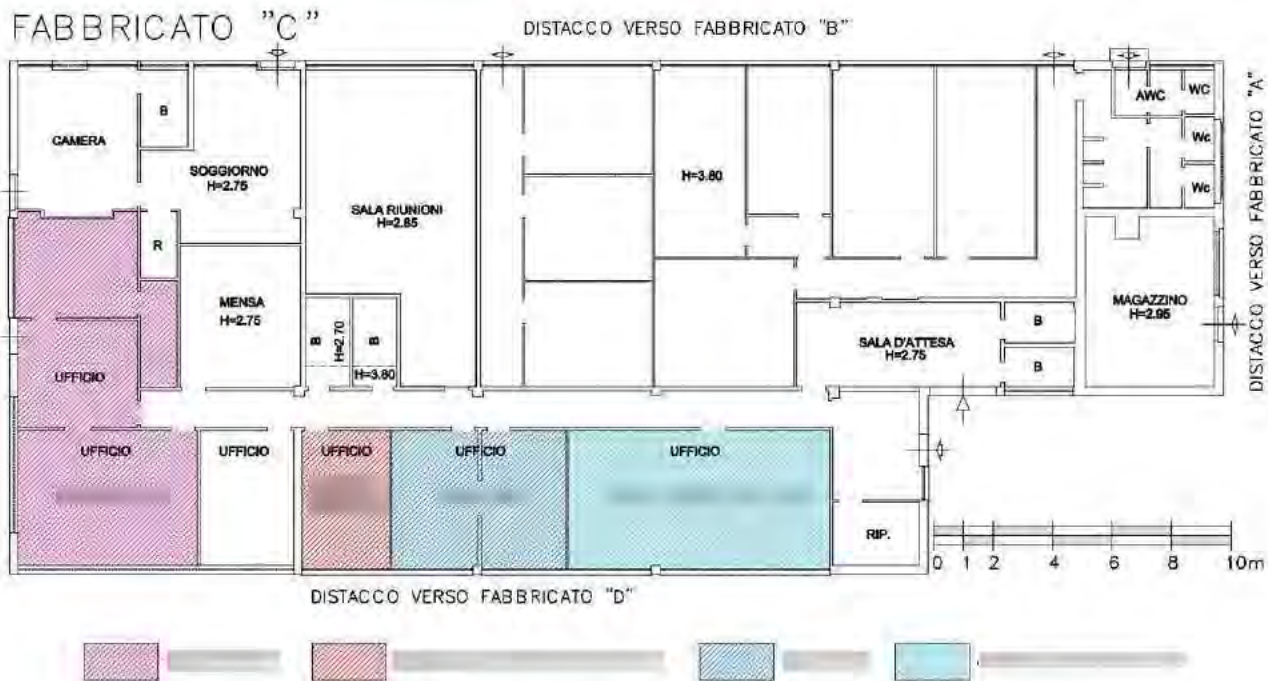 FABBRICATO "C"
DISTACCO VERSO FABBRICATO "B"
DISTACCO VERSO FABBRICATO "A"
CAMERA
B
SOGGIORNO
H=2.75
SALA RIUNIONI
H=2.85
H=3.80
AWC
WC
Wc
Wc
R
MENSA
H=2.75
B
H=2.70
B
H=3.80
SALA D'ATTESA
H=2.75
B
B
MAGAZZINO
H=2.95
UFFICIO
UFFICIO
UFFICIO
UFFICIO
UFFICIO
UFFICIO
RIP.
0 1 2 4 6 8 10m
DISTACCO VERSO FABBRICATO "D"